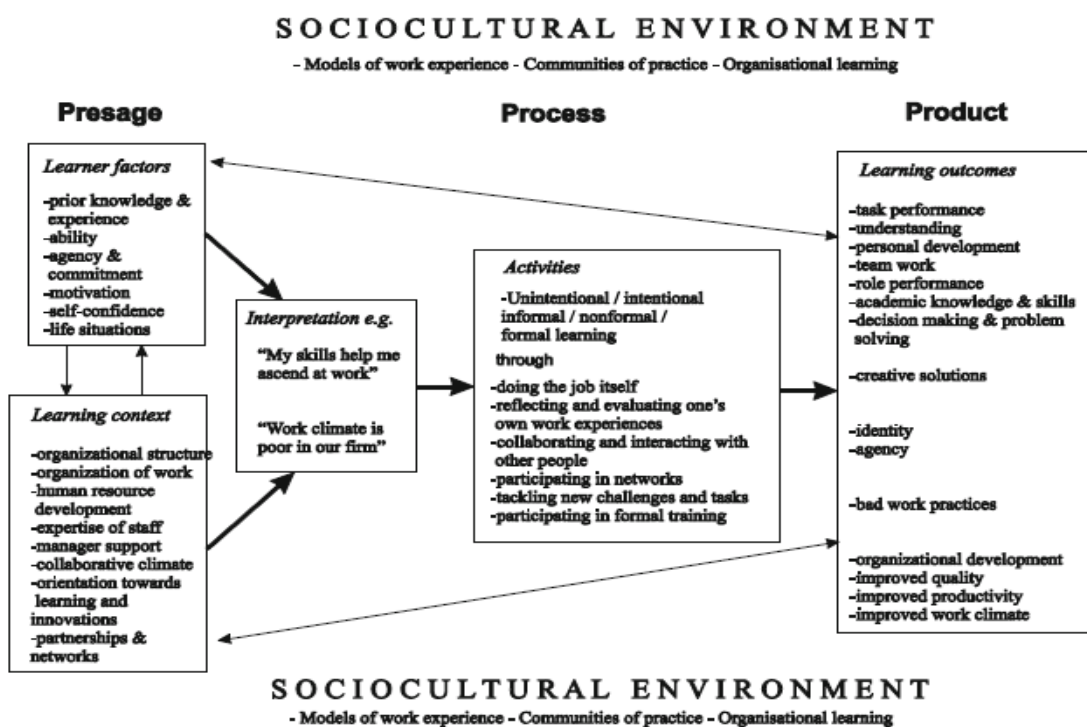 SOCIOCULTURAL ENVIRONMENT
- Models of work experience - Communities of practice - Organisational learning
Presage
Process
Product
Learner factors
-prior knowledge &
experience
-ability
-agency &
commitment
-motivation
-self-confidence
-life situations
Learning context
-organizational structure
-organization of work
-human resource
development
-expertise of staff
-manager support
-collaborative climate
-orientation towards
learning and
innovations
-partnerships &
networks
Interpretation e.g.
“My skills help me
ascend at work”
“Work climate is
poor in our firm”
Activities
-Unintentional / intentional
informal / nonformal /
formal learning
through
-doing the job itself
-reflecting and evaluating one's
own work experiences
-collaborating and interacting with
other people
-participating in networks
-tackling new challenges and tasks
-participating in formal training
Learning outcomes
-task performance
-understanding
-personal development
-team work
-role performance
-academic knowledge & skills
-decision making & problem
solving
-creative solutions
-identity
-agency
-bad work practices
-organizational development
-improved quality
-improved productivity
-improved work climate
SOCIOCULTURAL ENVIRONMENT
- Models of work experience - Communities of practice - Organisational learning